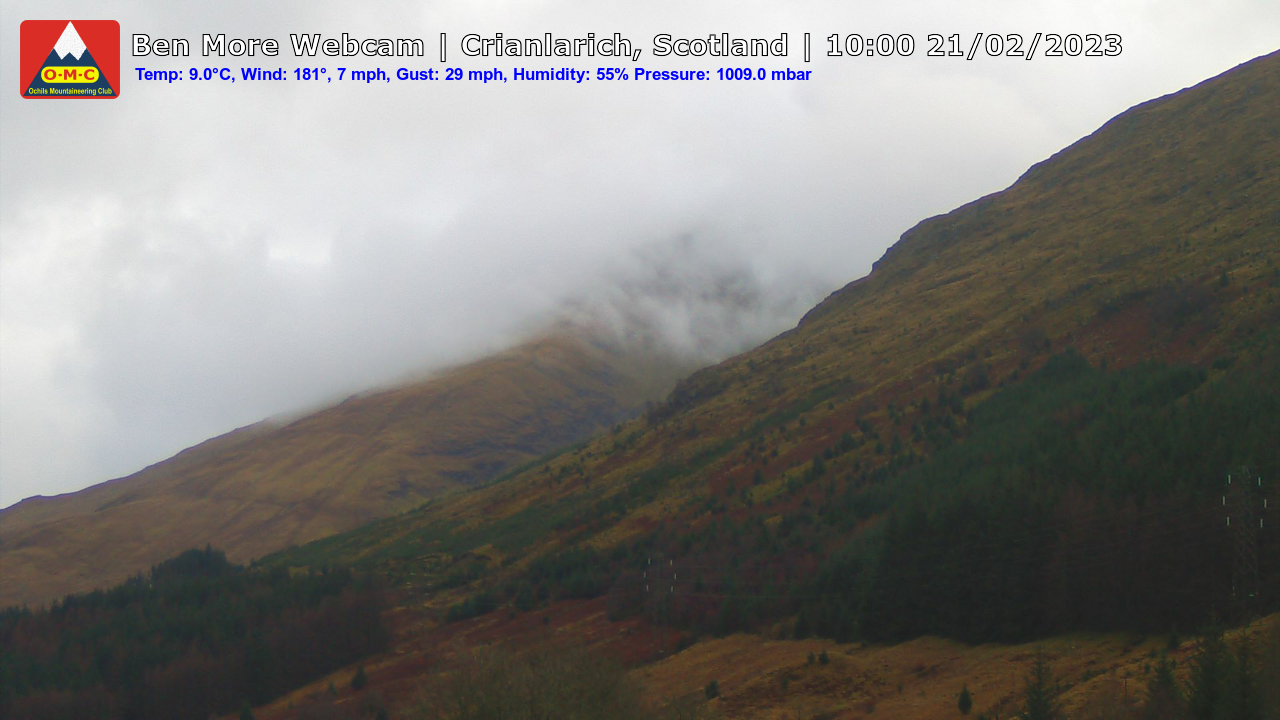 Ben More Webcam | Crianlarich, Scotland | 10:00 21/02/2023
Temp: 9.0°C, Wind: 181°, 7 mph, Gust: 29 mph, Humidity: 55% Pressure: 1009.0 mbar
O·M·C
Ochils Mountaineering Club